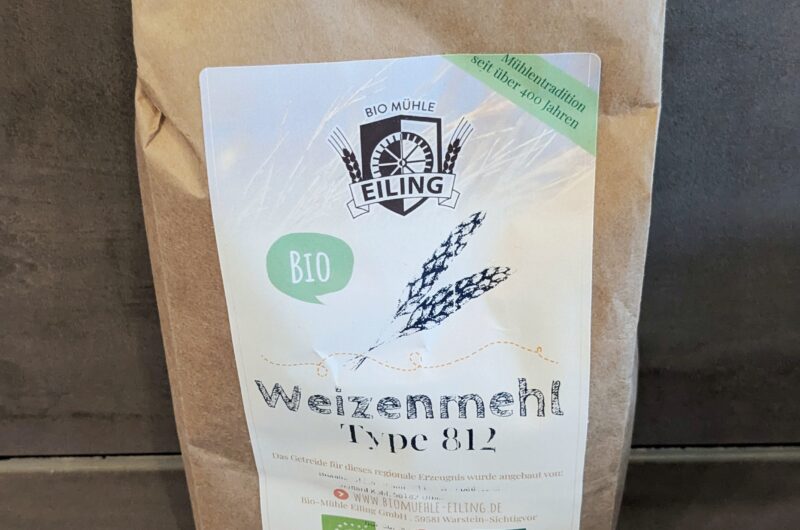 Mühlentradition
seit über 400 Jahren
BIO MÜHLE
EILING
BIO
Weizenmehl
Type 812
Das Getreide für dieses regionale Erzeugnis wurde angebaut von:
WWW.BIOMUEHLE-EILING.DE
Bio-Mühle Eiling GmbH . 59581 Warstein-Sichtigvor